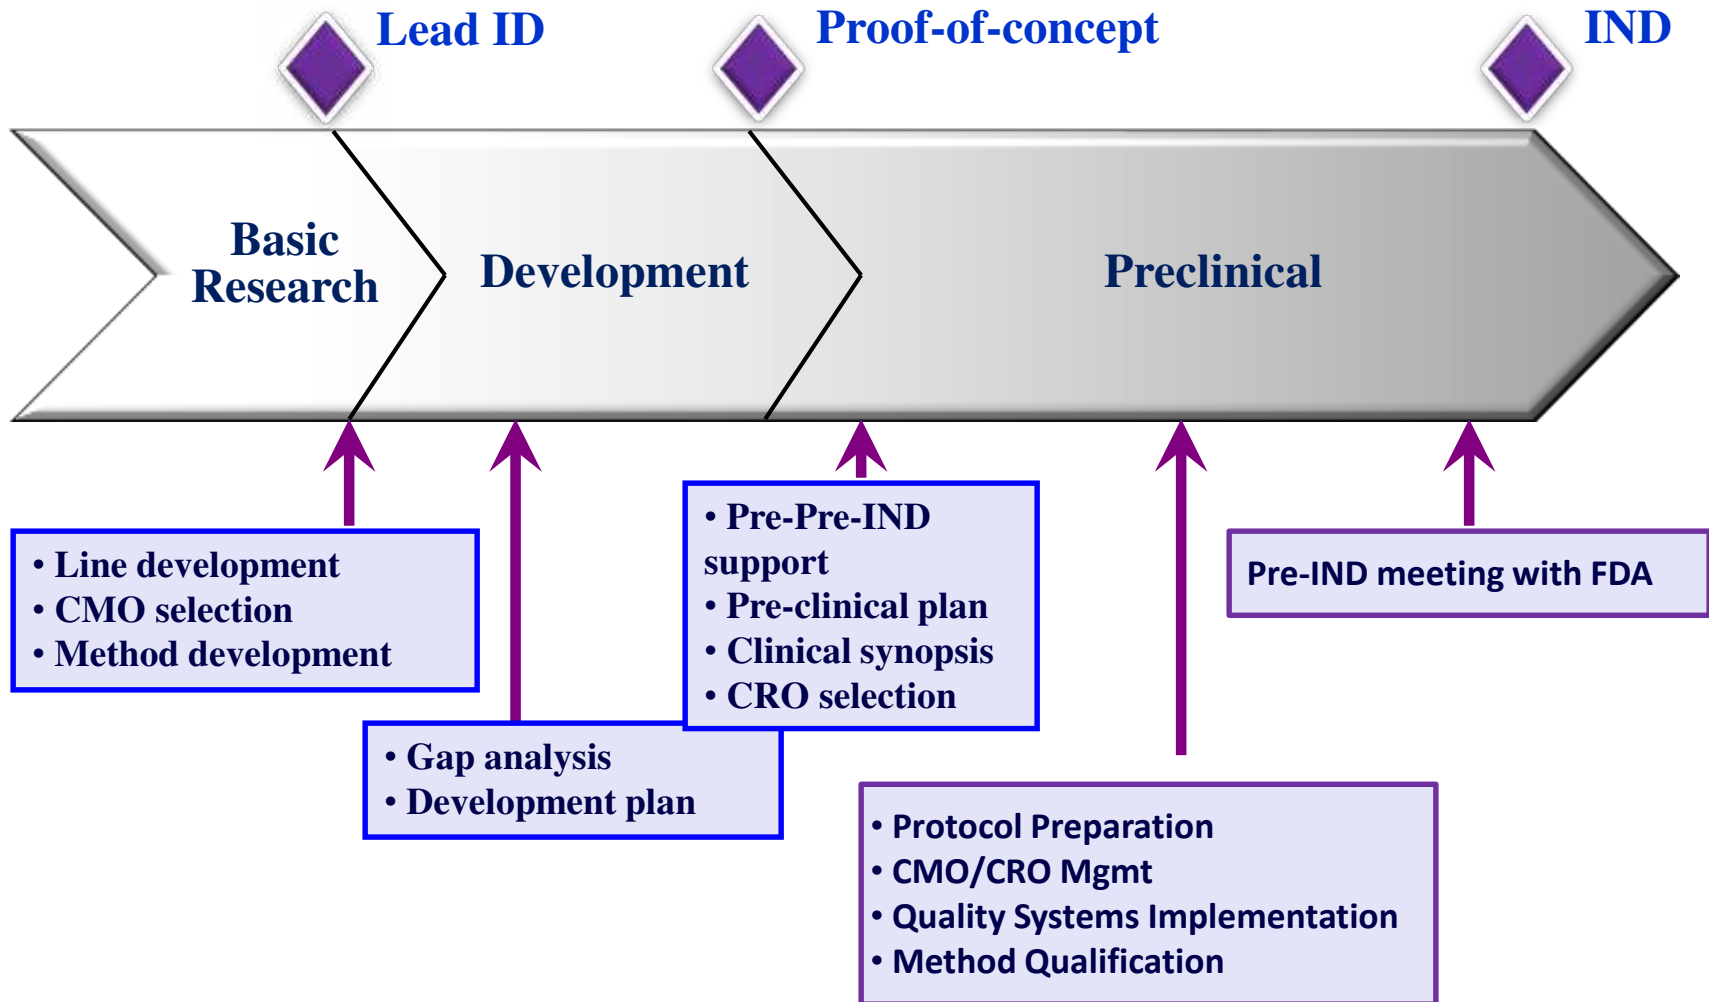 Lead ID
Proof-of-concept
IND
Basic
Research
Development
Preclinical
• Line development
• CMO selection
• Method development
• Gap analysis
• Development plan
• Pre-Pre-IND
support
• Pre-clinical plan
• Clinical synopsis
• CRO selection
• Protocol Preparation
• CMO/CRO Mgmt
• Quality Systems Implementation
• Method Qualification
Pre-IND meeting with FDA